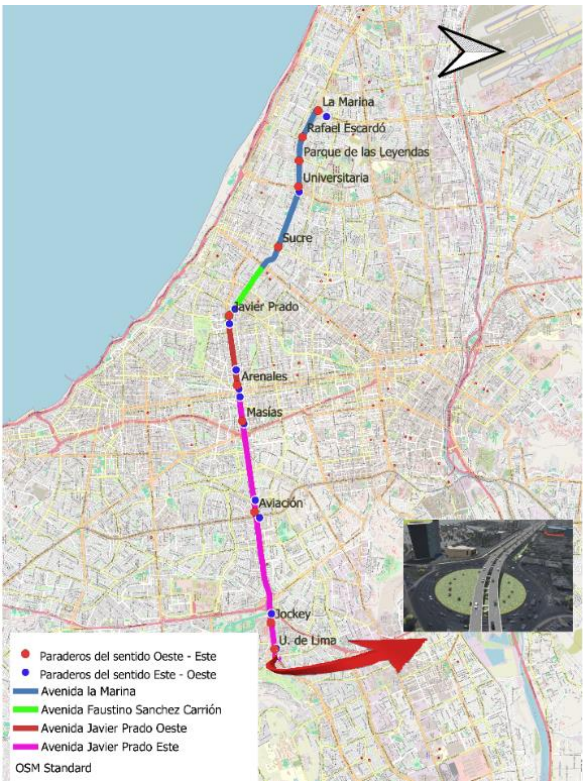 La Marina
Rafael Escardó
Parque de las Leyendas
Universitaria
Sucre
Javier Prado
Arenales
Masías
Aviación
Jockey
U. de Lima
Paraderos del sentido Oeste - Este
Paraderos del sentido Este - Oeste
Avenida la Marina
Avenida Faustino Sanchez Carrión
Avenida Javier Prado Oeste
Avenida Javier Prado Este
OSM Standard